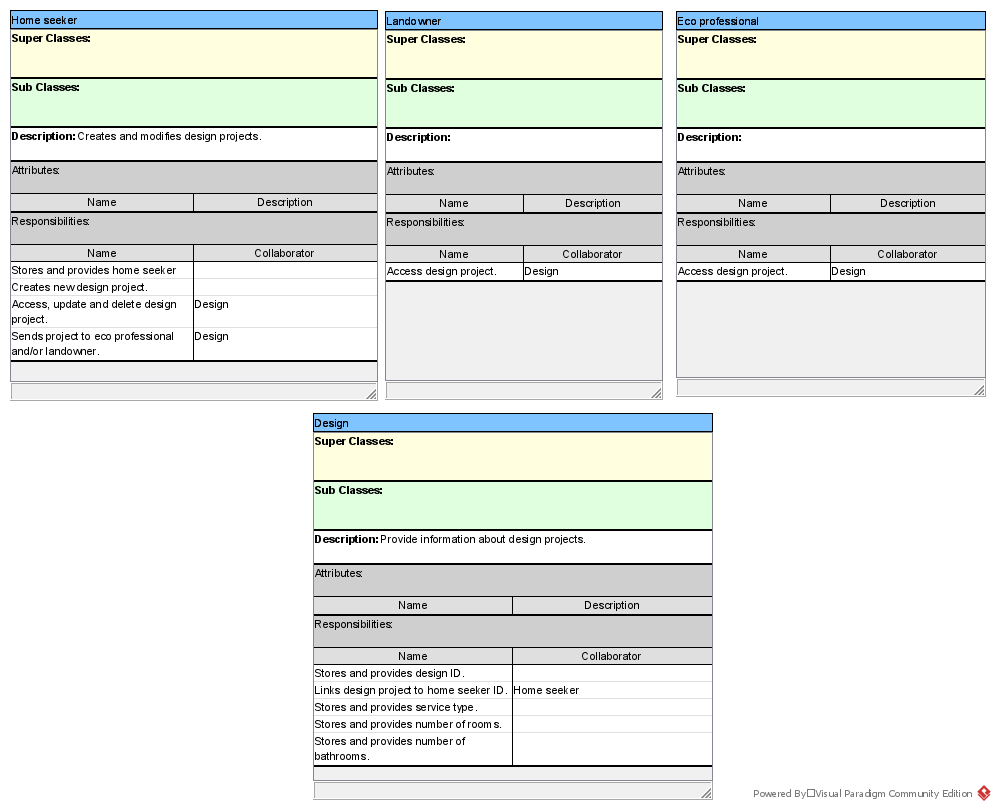 Home seeker
Super Classes:
Sub Classes:
Description: Creates and modifies design projects.
Attributes:
Name Description
Responsibilities:
Name Collaborator
Stores and provides home seeker
Creates new design project.
Access, update and delete design Design
project.
Sends project to eco professional Design
and/or landowner.
Landowner
Super Classes:
Sub Classes:
Description:
Attributes:
Name Description
Responsibilities:
Name Collaborator
Access design project. Design
Eco professional
Super Classes:
Sub Classes:
Description:
Attributes:
Name Description
Responsibilities:
Name Collaborator
Access design project. Design
Design
Super Classes:
Sub Classes:
Description: Provide information about design projects.
Attributes:
Name Description
Responsibilities:
Name Collaborator
Stores and provides design ID.
Links design project to home seeker ID. Home seeker
Stores and provides service type.
Stores and provides number of rooms.
Stores and provides number of
bathrooms.
Powered By□Visual Paradigm Community Edition